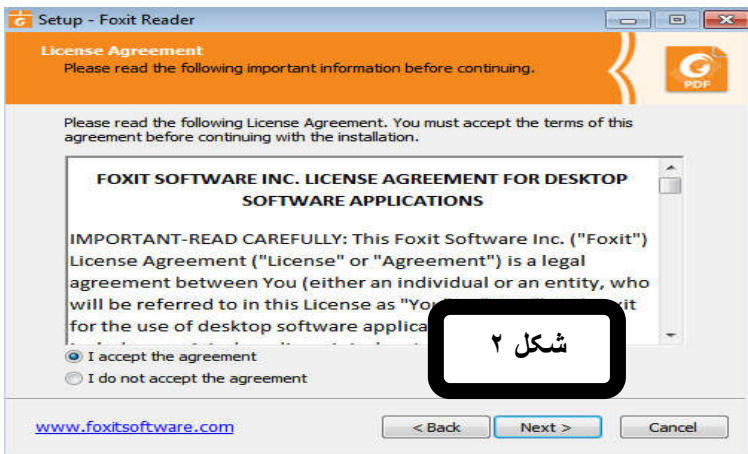 Setup - Foxit Reader
License Agreement
Please read the following important information before continuing.
PDF
Please read the following License Agreement. You must accept the terms of this
agreement before continuing with the installation.
FOXIT SOFTWARE INC. LICENSE AGREEMENT FOR DESKTOP
SOFTWARE APPLICATIONS
IMPORTANT-READ CAREFULLY: This Foxit Software Inc. ("Foxit")
License Agreement ("License" or "Agreement") is a legal
agreement between You (either an individual or an entity, who
will be referred to in this License as
for the use of desktop software
شکل ۲
I accept the agreement
I do not accept the agreement
www.foxitsoftware.com
< Back
Next >
Cancel